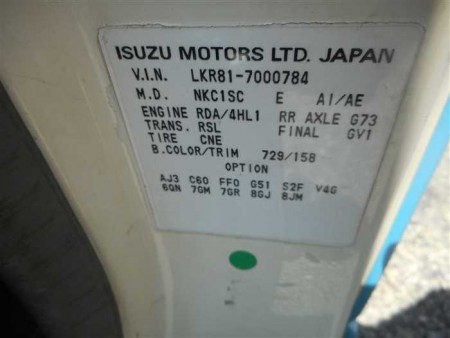 ISUZU MOTORS LTD. JAPAN
V.I.N. LKR81-7000784
M.D. NKC1SC E AI/AE
ENGINE RDA/4HL1 RR AXLE G73
TRANS. RSL FINAL GV1
TIRE CNE
B.COLOR/TRIM 729/158
OPTION
AJ3 C60 FF0 G51 S2F V4G
6QN 7GM 7GR 8GJ 8JM